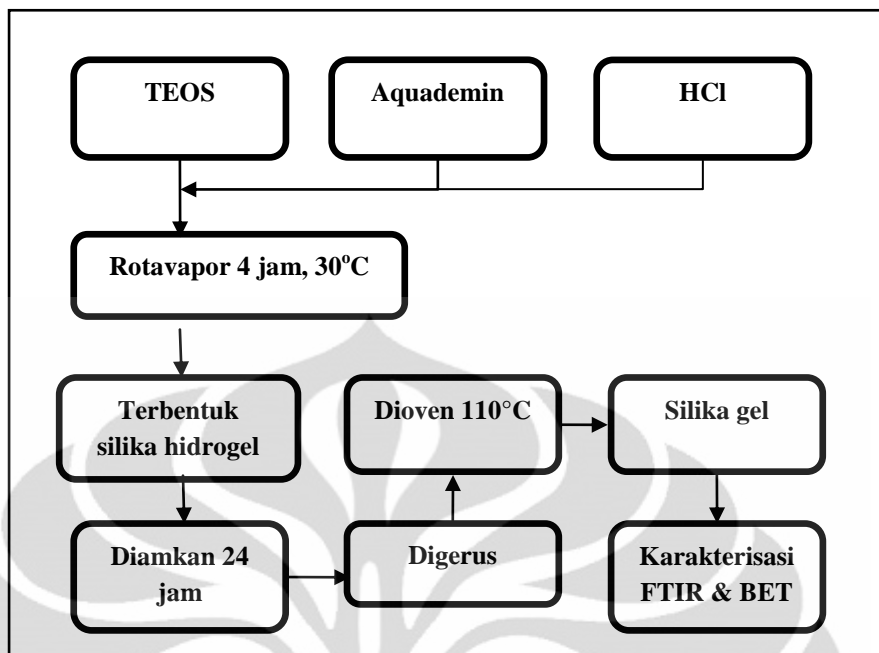 TEOS
Aquademin
HCl
Rotavapor 4 jam, 30°C
Terbentuk
silika hidrogel
Dioven 110°C
Silika gel
Diamkan 24
jam
Digerus
Karakterisasi
FTIR & BET